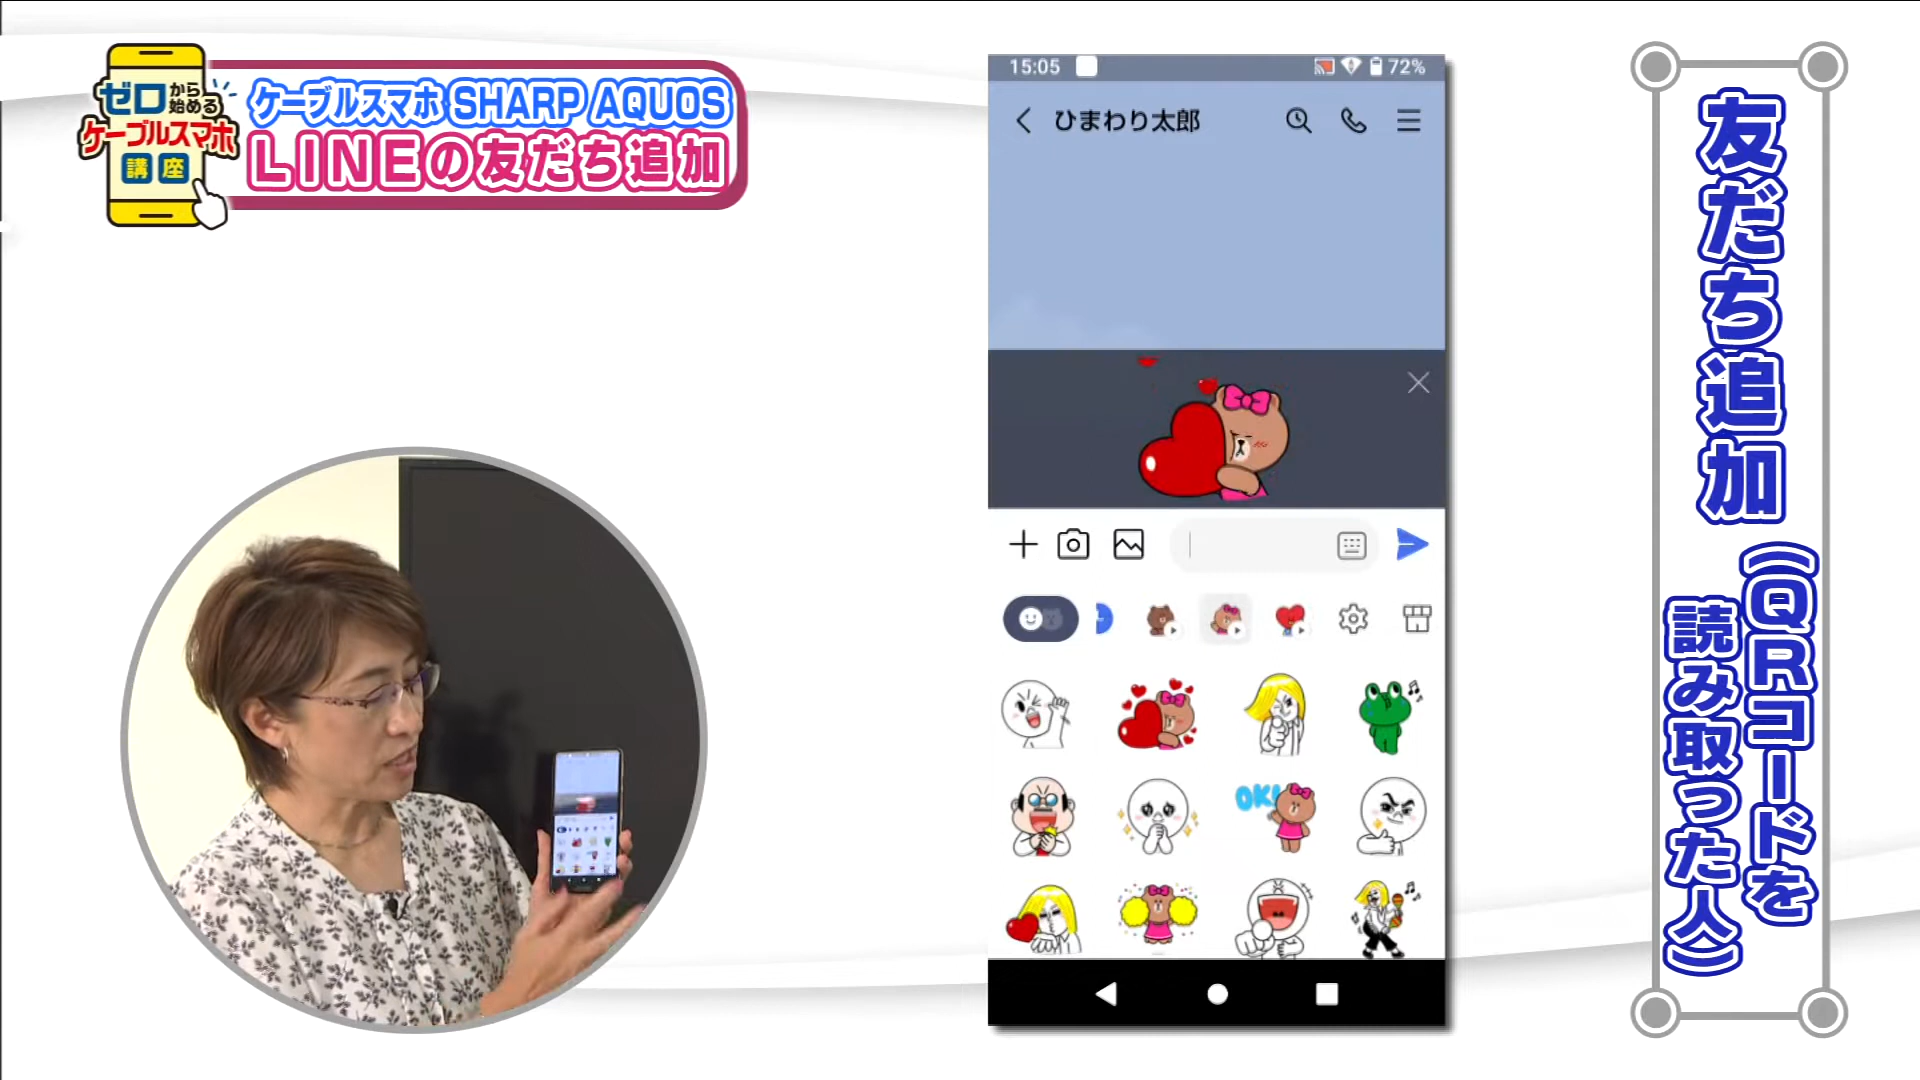 ゼロから始める
ケーブルスマホ
講座
ケーブルスマホ SHARP AQUOS
LINEの友だち追加
15:05
72%
ひまわり太郎
OK!
友だち追加
（QRコードを
読み取った人）